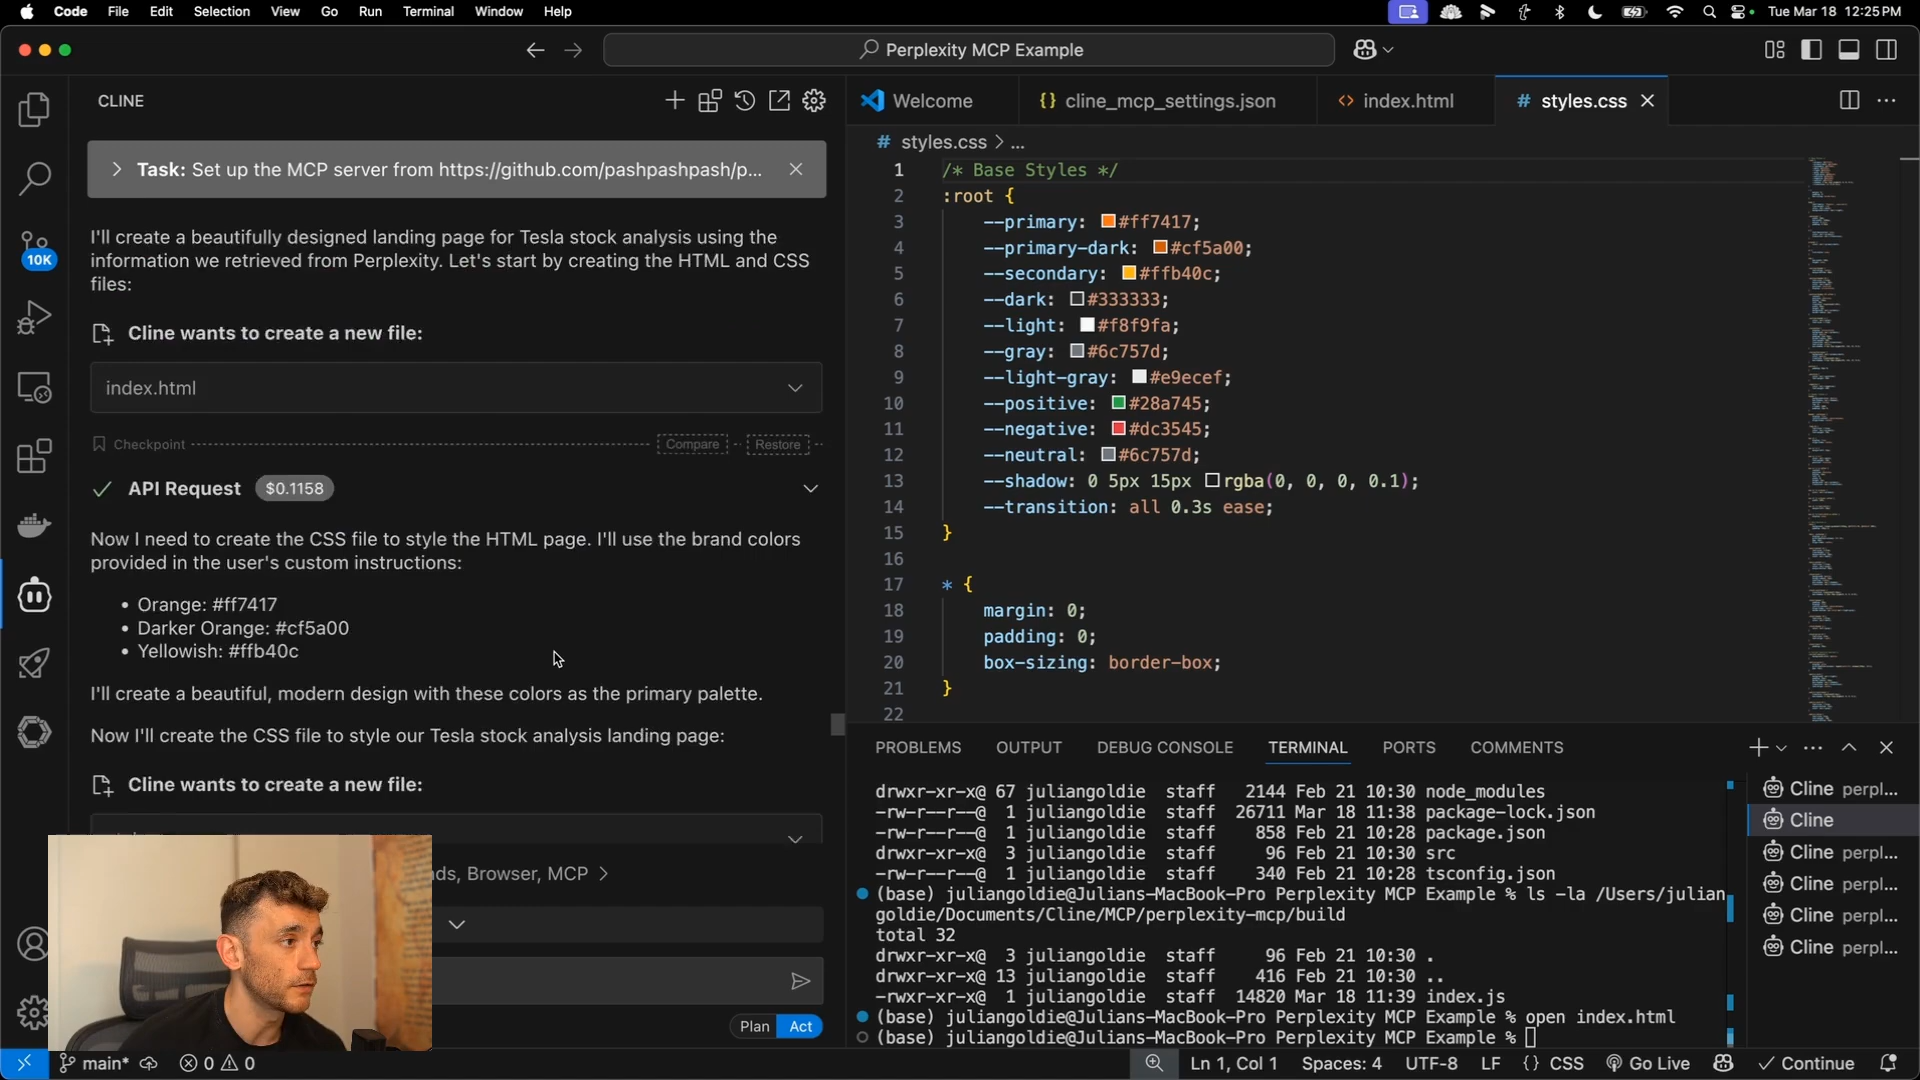 Code File Edit Selection View Go Run Terminal Window Help
Tue Mar 18 12:25 PM
Perplexity MCP Example
CLINE
Task: Set up the MCP server from https://github.com/pashpashpash/p...
I'll create a beautifully designed landing page for Tesla stock analysis using the
information we retrieved from Perplexity. Let's start by creating the HTML and CSS
files:
Cline wants to create a new file:
index.html
Checkpoint Compare Restore
API Request $0.1158
Now I need to create the CSS file to style the HTML page. I'll use the brand colors
provided in the user's custom instructions:
• Orange: #ff7417
• Darker Orange: #cf5a00
• Yellowish: #ffb40c
I'll create a beautiful, modern design with these colors as the primary palette.
Now I'll create the CSS file to style our Tesla stock analysis landing page:
Cline wants to create a new file:
Browser, MCP >
Plan Act
10K
Welcome
{} cline_mcp_settings.json
<> index.html
# styles.css
# styles.css > ...
1 /* Base Styles */
2 :root {
3 --primary: #ff7417;
4 --primary-dark: #cf5a00;
5 --secondary: #ffb40c;
6 --dark: #333333;
7 --light: #f8f9fa;
8 --gray: #6c757d;
9 --light-gray: #e9ecef;
10 --positive: #28a745;
11 --negative: #dc3545;
12 --neutral: #6c757d;
13 --shadow: 0 5px 15px rgba(0, 0, 0, 0.1);
14 --transition: all 0.3s ease;
15 }
16
17 * {
18 margin: 0;
19 padding: 0;
20 box-sizing: border-box;
21 }
22
PROBLEMS OUTPUT DEBUG CONSOLE TERMINAL PORTS COMMENTS
drwxr-xr-x@ 67 juliangoldie staff 2144 Feb 21 10:30 node_modules
-rw-r--r--@ 1 juliangoldie staff 26711 Mar 18 11:38 package-lock.json
-rw-r--r--@ 1 juliangoldie staff 858 Feb 21 10:28 package.json
drwxr-xr-x@ 3 juliangoldie staff 96 Feb 21 10:30 src
-rw-r--r--@ 1 juliangoldie staff 340 Feb 21 10:28 tsconfig.json
(base) juliangoldie@Julians-MacBook-Pro Perplexity MCP Example % ls -la /Users/julian
goldie/Documents/Cline/MCP/perplexity-mcp/build
total 32
drwxr-xr-x@ 3 juliangoldie staff 96 Feb 21 10:30 .
drwxr-xr-x@ 13 juliangoldie staff 416 Feb 21 10:30 ..
-rwxr-xr-x@ 1 juliangoldie staff 14820 Mar 18 11:39 index.js
(base) juliangoldie@Julians-MacBook-Pro Perplexity MCP Example % open index.html
(base) juliangoldie@Julians-MacBook-Pro Perplexity MCP Example %
Cline perpl...
Cline
Cline perpl...
Cline perpl...
Cline perpl...
Cline perpl...
main* 0 0 Ln 1, Col 1 Spaces: 4 UTF-8 LF {} CSS Go Live Continue